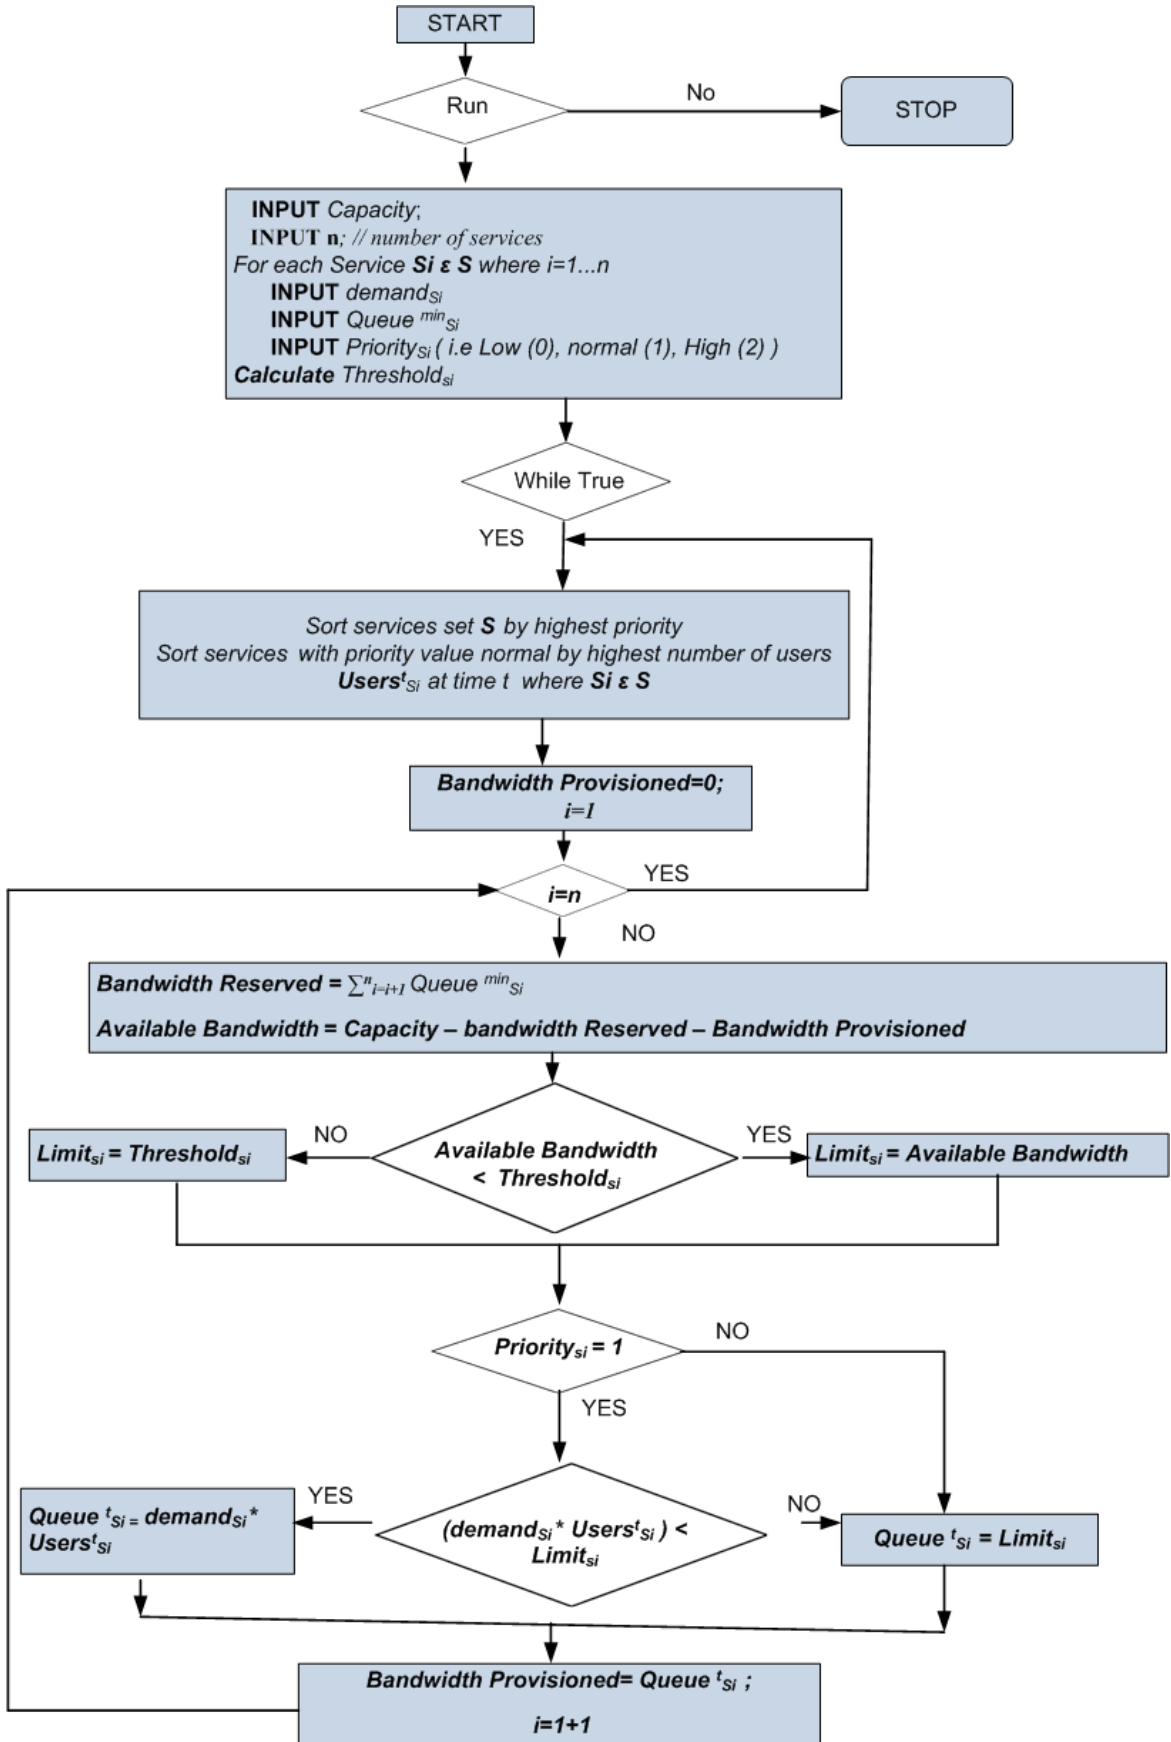 START
Run
No
STOP
INPUT Capacity;
INPUT n; // number of services
For each Service Si ε S where i=1...n
INPUT demandSi
INPUT Queue minSi
INPUT PrioritySi ( i.e Low (0), normal (1), High (2) )
Calculate Thresholdsi
While True
YES
Sort services set S by highest priority
Sort services with priority value normal by highest number of users
UserstSi at time t where Si ε S
Bandwidth Provisioned=0;
i=1
i=n
YES
NO
Bandwidth Reserved = ∑ni=i+1 Queue minSi
Available Bandwidth = Capacity – bandwidth Reserved – Bandwidth Provisioned
Limitsi = Thresholdsi
NO
Available Bandwidth
< Thresholdsi
YES
Limitsi = Available Bandwidth
Prioritysi = 1
NO
YES
Queue tSi = demandSi *
UserstSi
YES
(demandSi * UserstSi ) <
Limitsi
NO
Queue tSi = Limitsi
Bandwidth Provisioned= Queue tSi ;
i=1+1